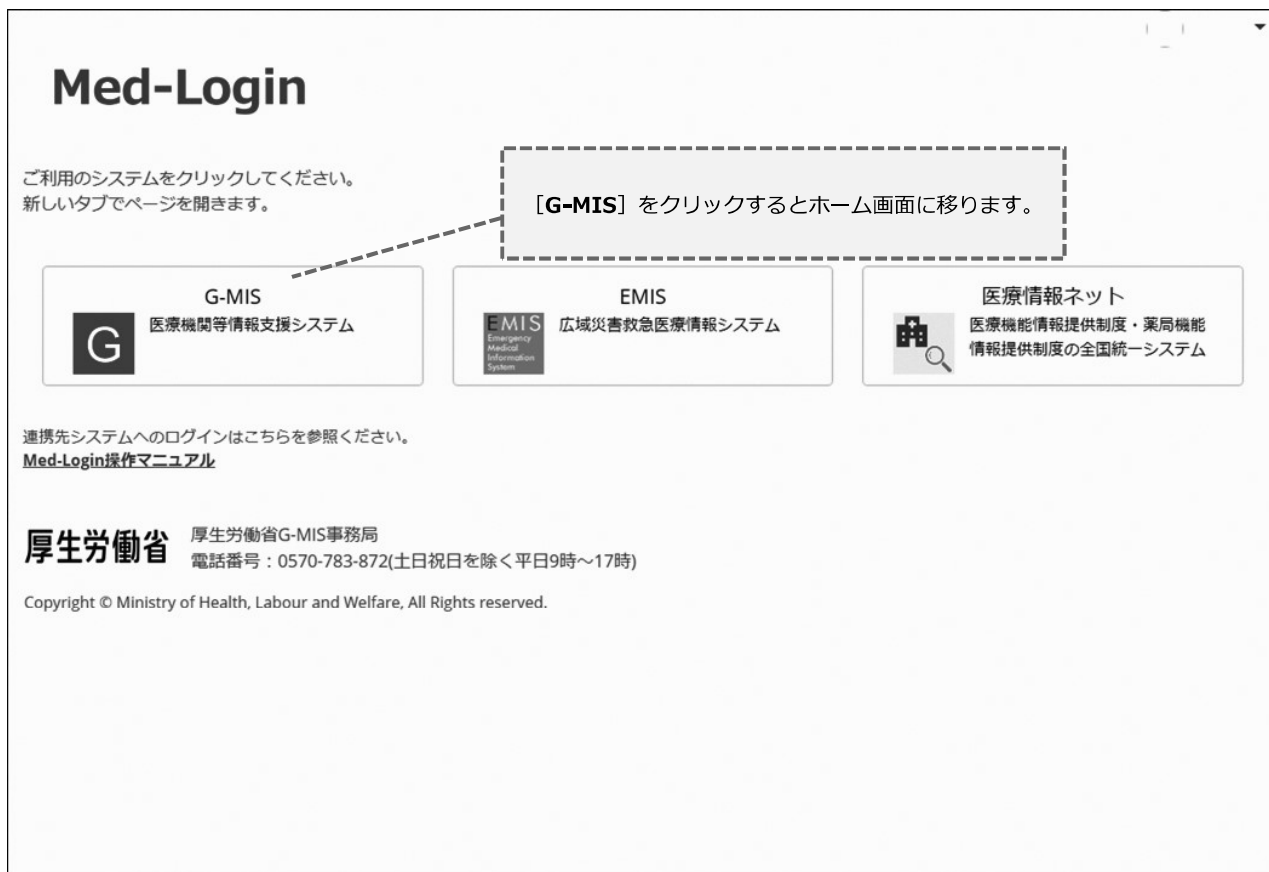 Med-Login
ご利用のシステムをクリックしてください。
新しいタブでページを開きます。
［G-MIS］をクリックするとホーム画面に移ります。
G-MIS
G
医療機関等情報支援システム
EMIS
EMIS
Emergency
Medical
Information
System
広域災害救急医療情報システム
医療情報ネット
医療機能情報提供制度・薬局機能
情報提供制度の全国統一システム
連携先システムへのログインはこちらを参照ください。
Med-Login操作マニュアル
厚生労働省
厚生労働省G-MIS事務局
電話番号：0570-783-872(土日祝日を除く平日9時～17時)
Copyright © Ministry of Health, Labour and Welfare, All Rights reserved.